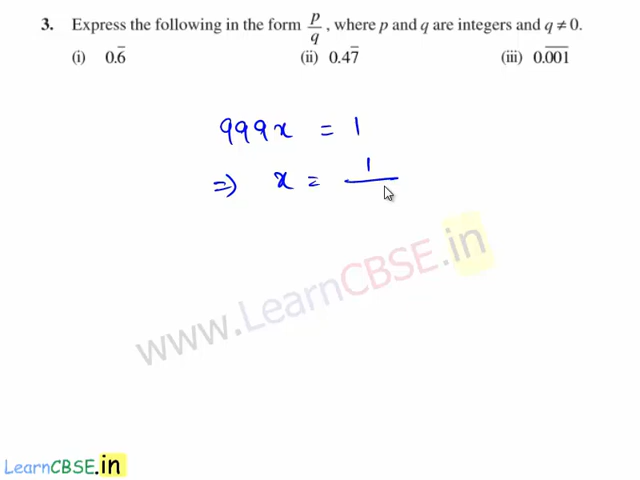 3. Express the following in the form p/q, where p and q are integers and q ≠ 0.
(i) 0.6̅ (ii) 0.47̅ (iii) 0.0̅0̅1̅
999x = 1
⇒ x = 1/
www.LearnCBSE.in
LearnCBSE.in